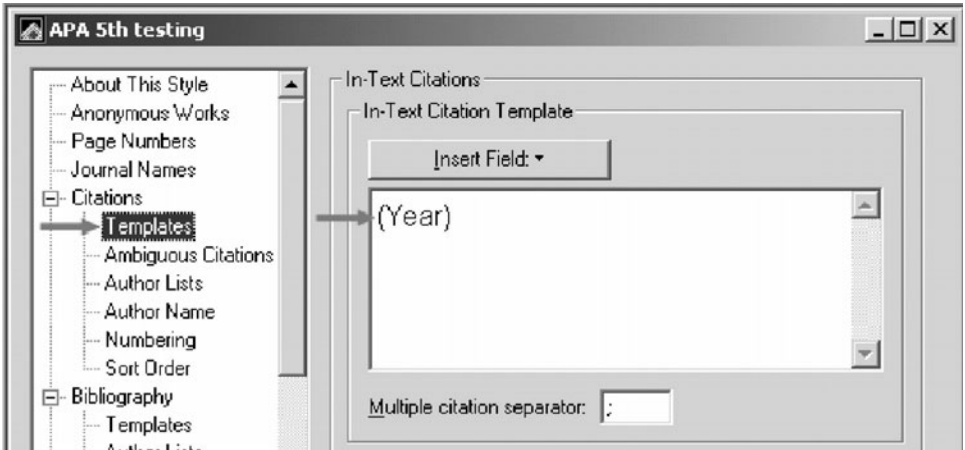 APA 5th testing
About This Style
Anonymous Works
Page Numbers
Journal Names
Citations
Templates
Ambiguous Citations
Author Lists
Author Name
Numbering
Sort Order
Bibliography
Templates
Author Lists
In-Text Citations
In-Text Citation Template
Insert Field:
(Year)
Multiple citation separator: ;